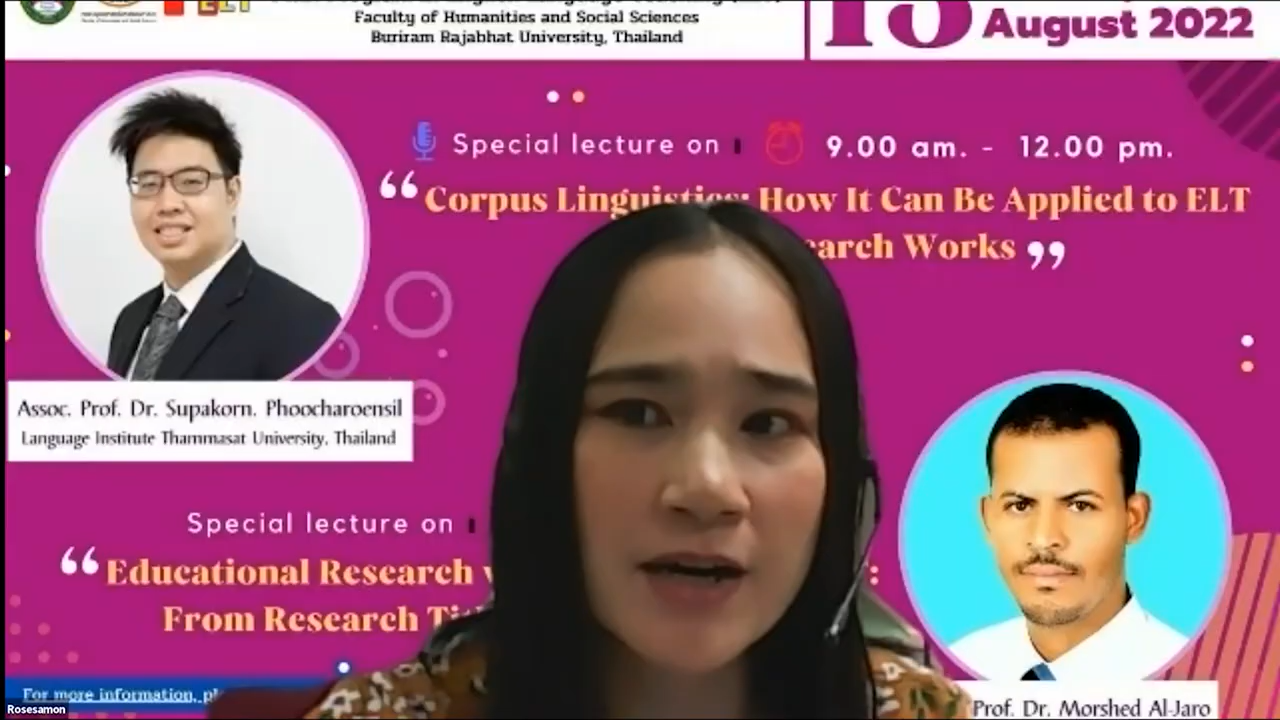 ELT
Faculty of Humanities and Social Sciences
Buriram Rajabhat University, Thailand
August 2022
Special lecture on
9.00 am. - 12.00 pm.
“Corpus Linguistics: How It Can Be Applied to ELT
Works”
Assoc. Prof. Dr. Supakorn. Phoocharoensil
Language Institute Thammasat University, Thailand
Special lecture on
“Educational Research
From Research
For more information,
Prof. Dr. Morshed Al-Jaro
Rosesamon